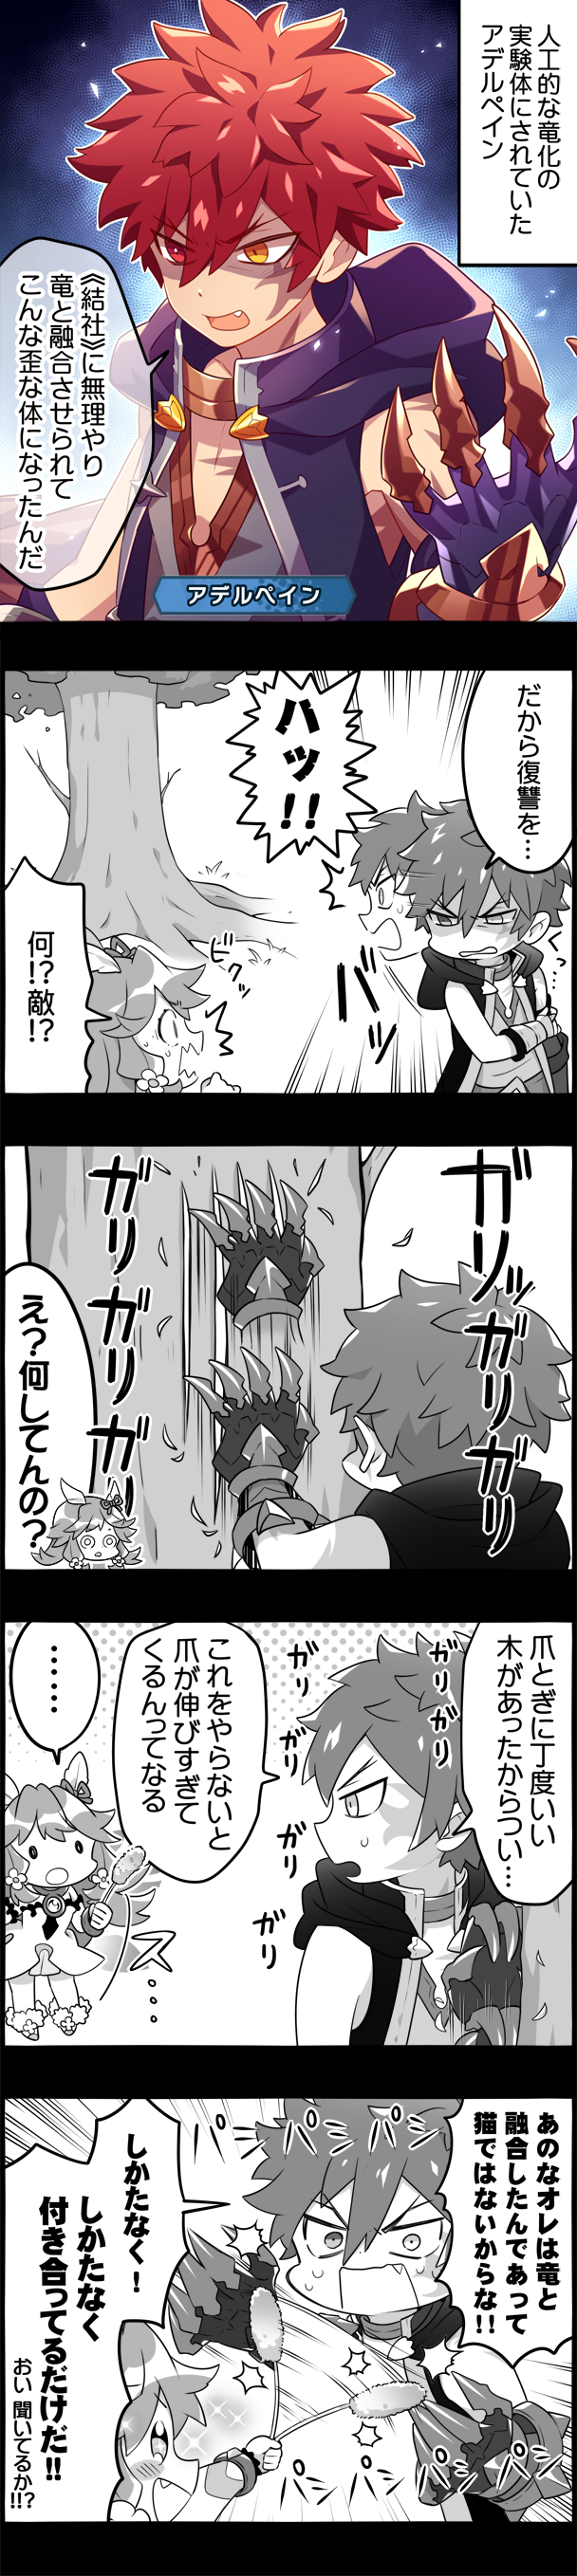 人工的な竜化の
実験体にされていた
アデルペイン
《結社》に無理やり
竜と融合させられて
こんな歪な体になったんだ
アデルペイン
だから復讐を…
くっ…
ハッ!!
バッ
ビクッ
何!?敵!?
ガリッガリガリ
ガリガリガリ
え?何してんの?
爪とぎに丁度いい
木があったからつい…
ガリガリ
ガリ
ガリ
ガリ
これをやらないと
爪が伸びすぎて
くるんってなる
……
ス…
あのなオレは竜と
融合したんであって
猫ではないからな!!
パシ
パシ
パシ
しかたなく!
しかたなく
付き合ってるだけだ!!
おい 聞いてるか!!?